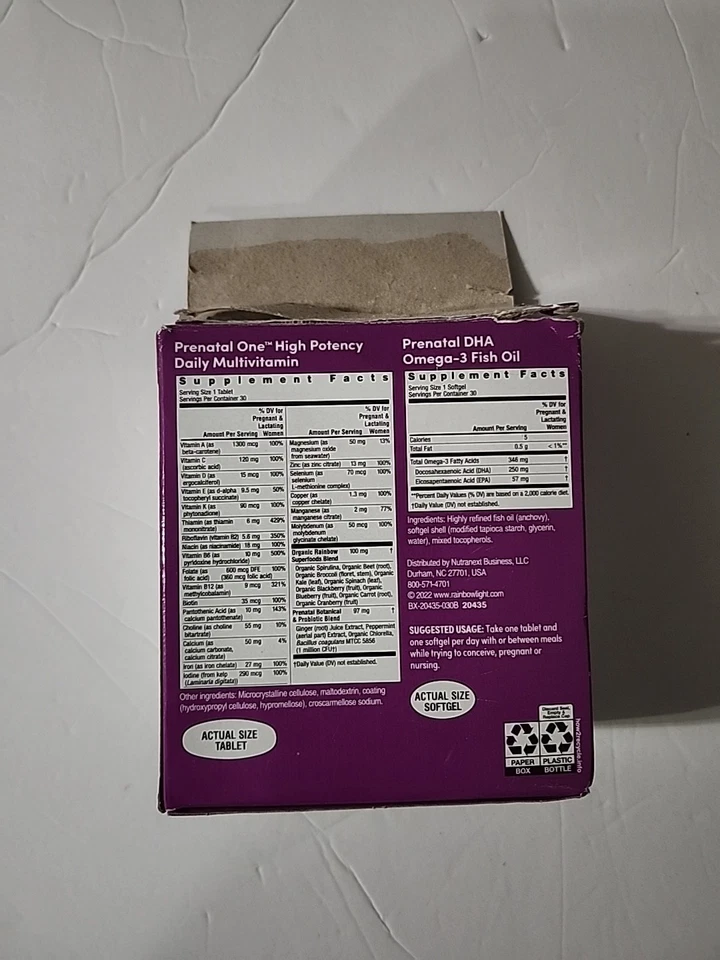 Prenatal One™ High Potency
Daily Multivitamin
Supplement Facts
Serving Size 1 Tablet
Servings Per Container 30
% DV for
Pregnant &
Lactating
Amount Per Serving Women
Vitamin A (as 1300 mcg 100%
beta-carotene)
Vitamin C 120 mg 100%
(ascorbic acid)
Vitamin D (as 15 mcg 100%
ergocalciferol)
Vitamin E (as d-alpha 9.5 mg 50%
tocopheryl succinate)
Vitamin K (as 90 mcg 100%
phytonadione)
Thiamin (as thiamin 6 mg 429%
mononitrate)
Riboflavin (vitamin B2) 5.6 mg 350%
Niacin (as niacinamide) 18 mg 100%
Vitamin B6 (as 10 mg 500%
pyridoxine hydrochloride)
Folate (as 600 mcg DFE 100%
folic acid) (360 mcg folic acid)
Vitamin B12 (as 9 mcg 321%
methylcobalamin)
Biotin 35 mcg 100%
Pantothenic Acid (as 10 mg 143%
calcium pantothenate)
Choline (as choline 55 mg 10%
bitartrate)
Calcium (as 50 mg 4%
calcium carbonate,
calcium citrate)
Iron (as iron chelate) 27 mg 100%
Iodine (from kelp 290 mcg 100%
(Laminaria digitata))
% DV for
Pregnant &
Lactating
Amount Per Serving Women
Magnesium (as 50 mg 13%
magnesium oxide
from seawater)
Zinc (as zinc citrate) 13 mg 100%
Selenium (as 70 mcg 100%
selenium
L-methionine complex)
Copper (as 1.3 mg 100%
copper chelate)
Manganese (as 2 mg 77%
manganese citrate)
Molybdenum (as 50 mcg 100%
molybdenum
glycinate chelate)
Organic Rainbow 100 mg †
Superfoods Blend
Organic Spirulina, Organic Beet (root),
Organic Broccoli (floret, stem), Organic
Kale (leaf), Organic Spinach (leaf),
Organic Blackberry (fruit), Organic
Blueberry (fruit), Organic Carrot (root),
Organic Cranberry (fruit)
Prenatal Botanical 97 mg †
& Probiotic Blend
Ginger (root) Juice Extract, Peppermint
(aerial part) Extract, Organic Chlorella,
Bacillus coagulans MTCC 5856
(1 million CFU†)
†Daily Value (DV) not established.
Other ingredients: Microcrystalline cellulose, maltodextrin, coating
(hydroxypropyl cellulose, hypromellose), croscarmellose sodium.
ACTUAL SIZE
TABLET
Prenatal DHA
Omega-3 Fish Oil
Supplement Facts
Serving Size 1 Softgel
Servings Per Container 30
% DV for
Pregnant &
Lactating
Amount Per Serving Women
Calories 5
Total Fat 0.5 g <1%**
Total Omega-3 Fatty Acids 346 mg †
Docosahexaenoic Acid (DHA) 250 mg †
Eicosapentaenoic Acid (EPA) 57 mg †
**Percent Daily Values (% DV) are based on a 2,000 calorie diet.
†Daily Value (DV) not established.
Ingredients: Highly refined fish oil (anchovy),
softgel shell (modified tapioca starch, glycerin,
water), mixed tocopherols.
Distributed by Nutranext Business, LLC
Durham, NC 27701, USA
800-571-4701
© 2022 www.rainbowlight.com
BX-20435-030B 20435
SUGGESTED USAGE: Take one tablet and
one softgel per day with or between meals
while trying to conceive, pregnant or
nursing.
ACTUAL SIZE
SOFTGEL
Discard Seal,
Empty &
Replace Cap
PAPER PLASTIC
BOX BOTTLE
how2recycle.info